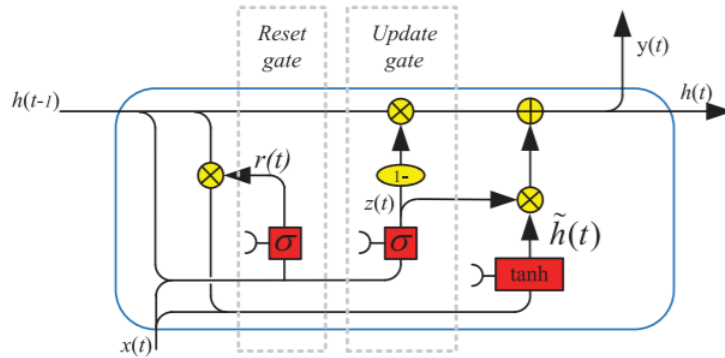 Reset
gate
Update
gate
y(t)
h(t-1)
h(t)
r(t)
1-
z(t)
σ
σ
h̃(t)
tanh
x(t)